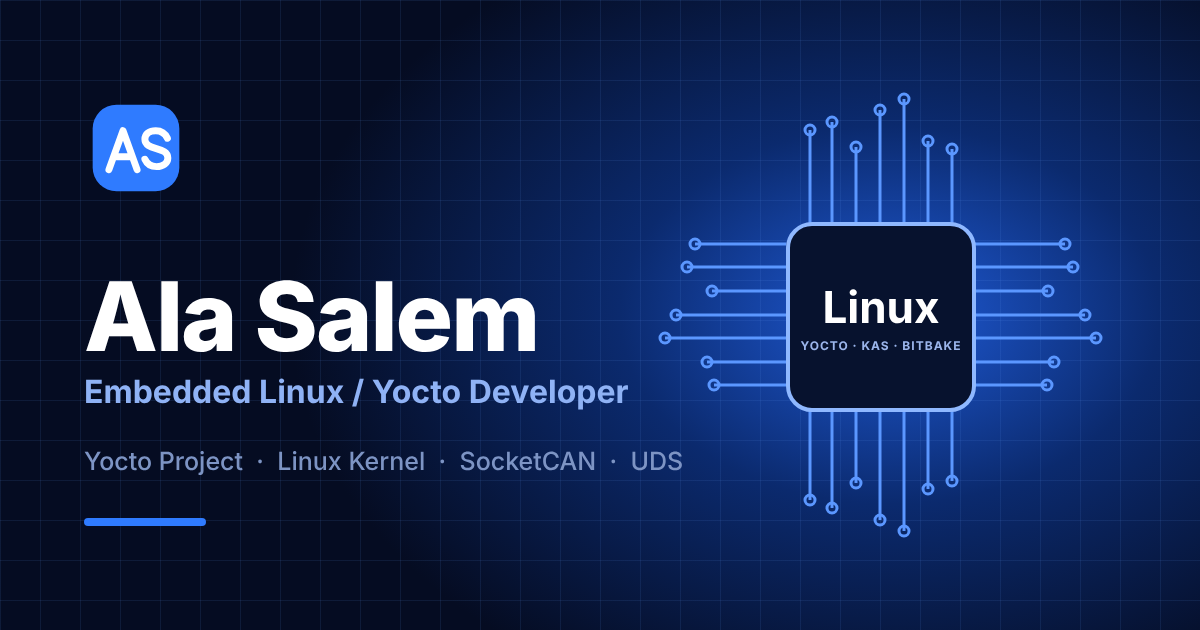 AS
Ala Salem
Embedded Linux / Yocto Developer
Yocto Project · Linux Kernel · SocketCAN · UDS
Linux
YOCTO · KAS · BITBAKE